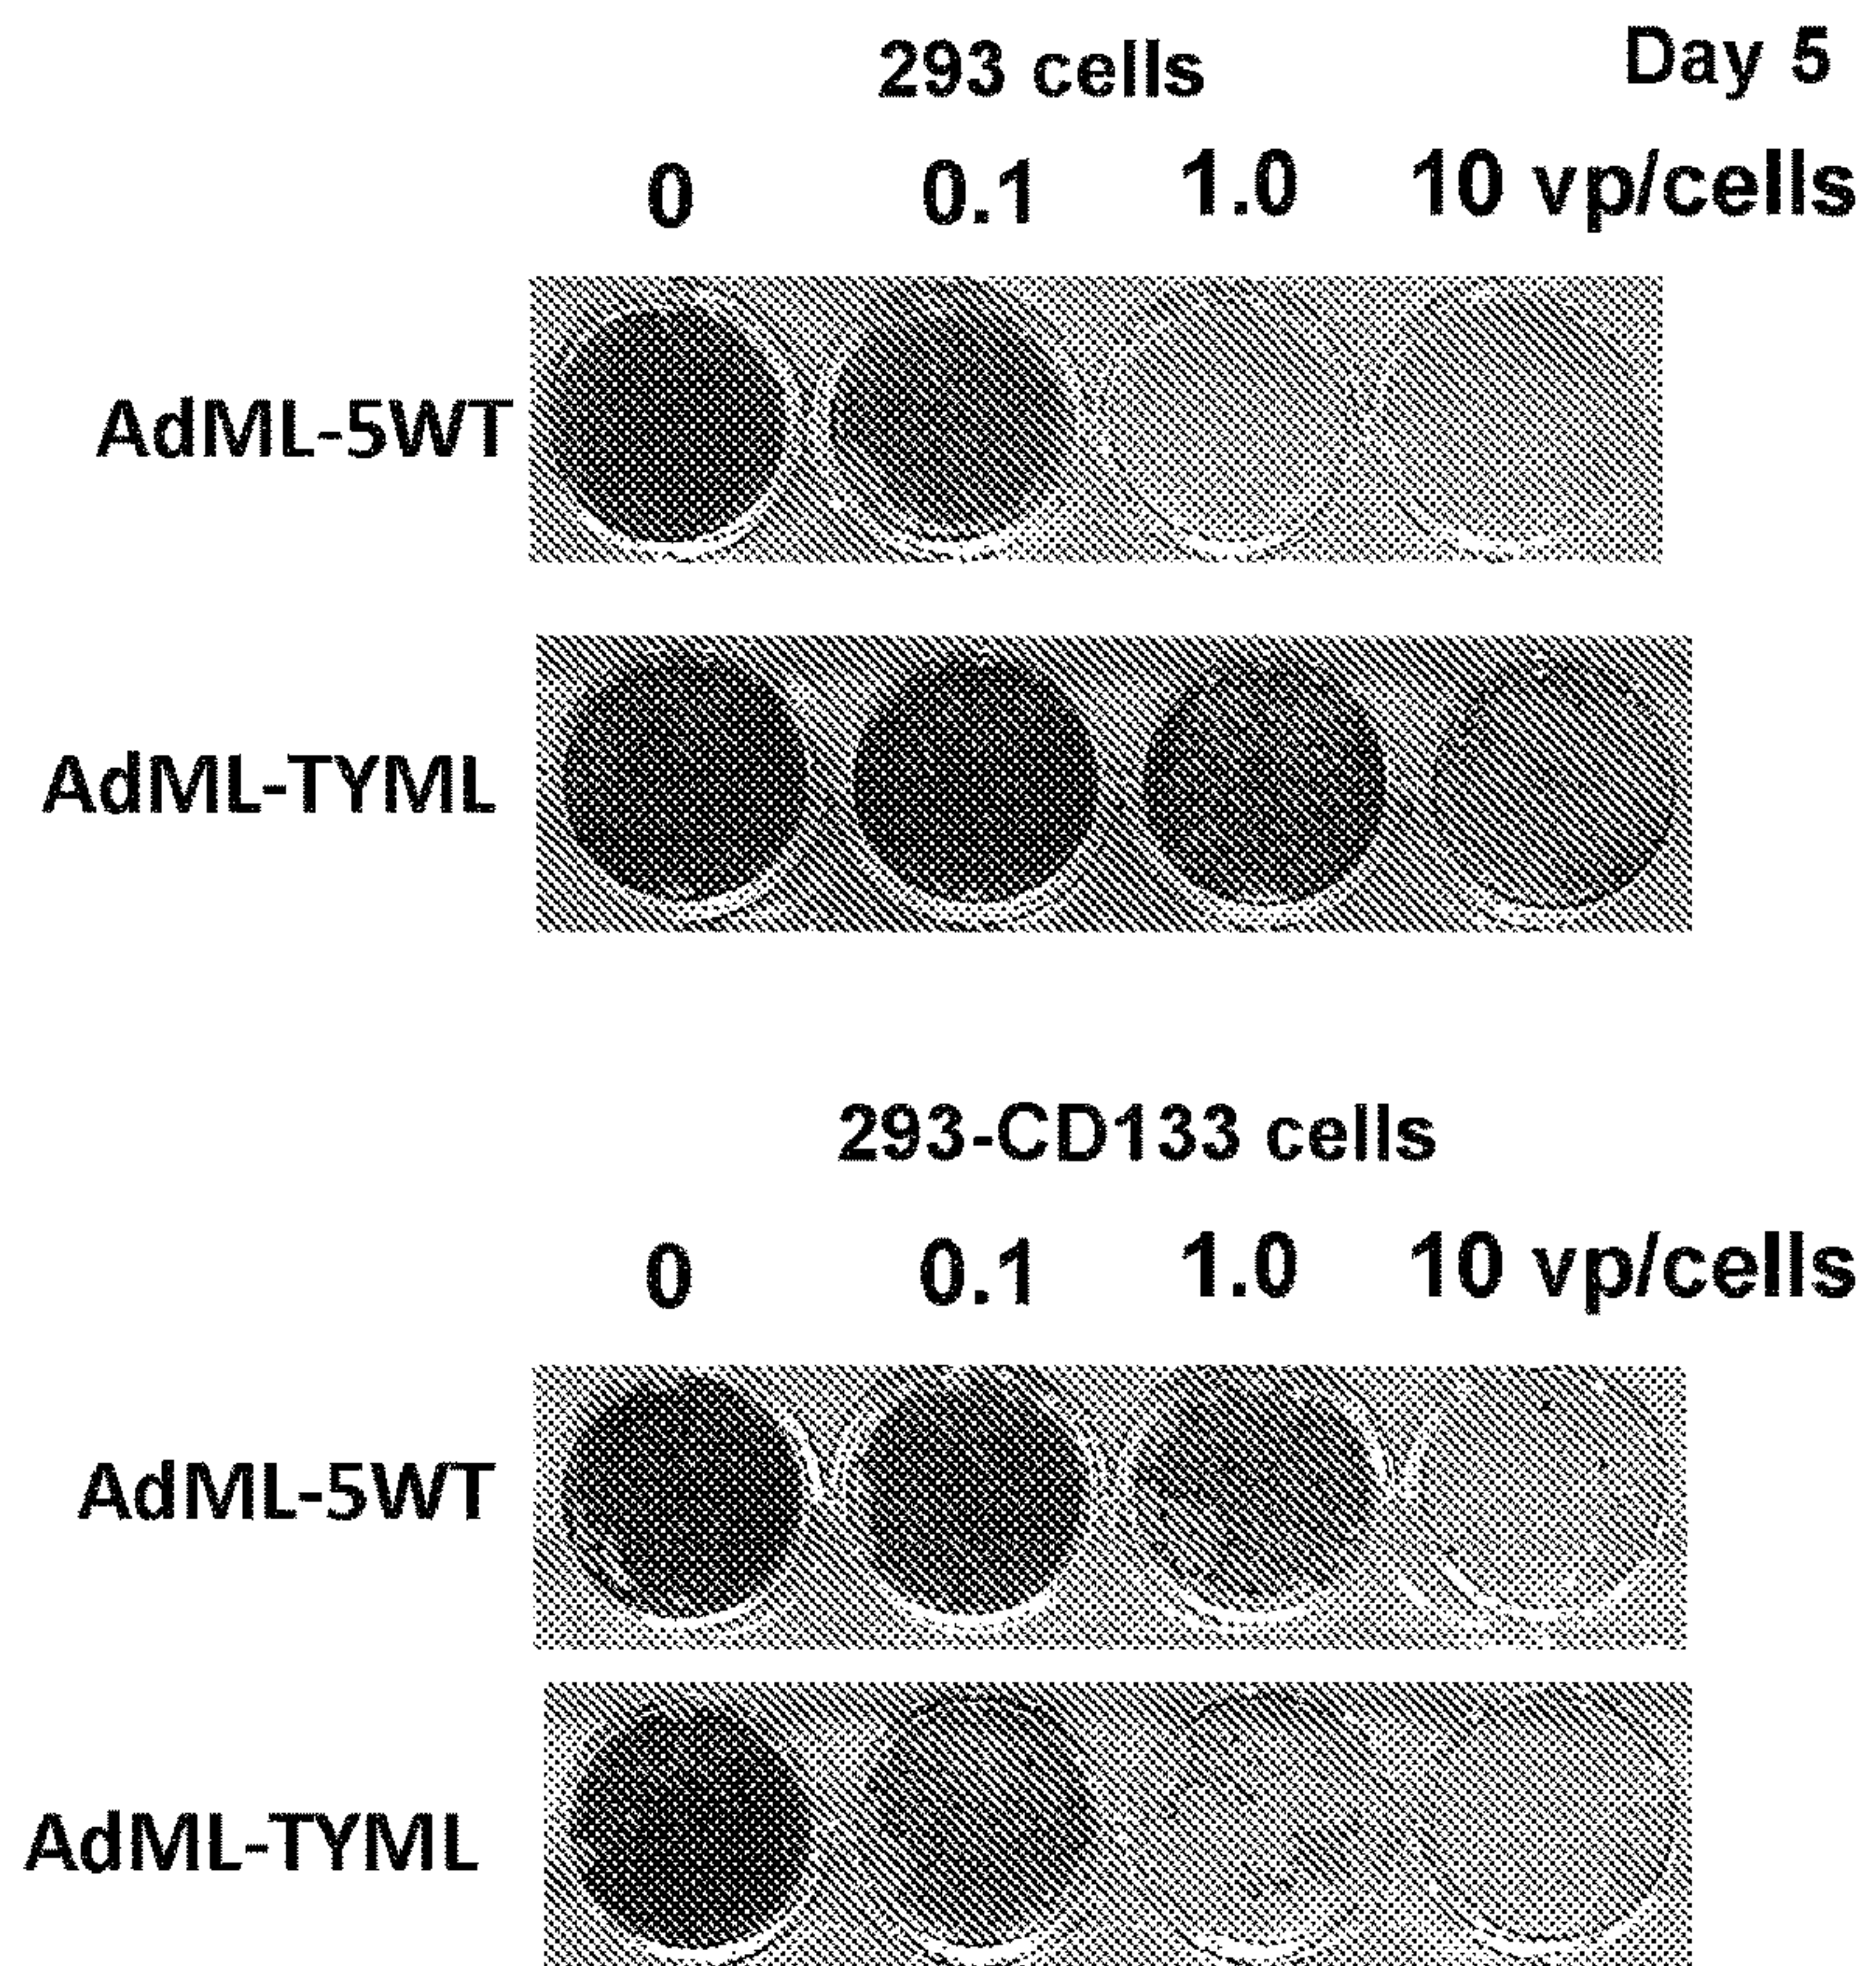 293 cells
Day 5
0 0.1 1.0 10 vp/cells
AdML-5WT
AdML-TYML
293-CD133 cells
0 0.1 1.0 10 vp/cells
AdML-5WT
AdML-TYML